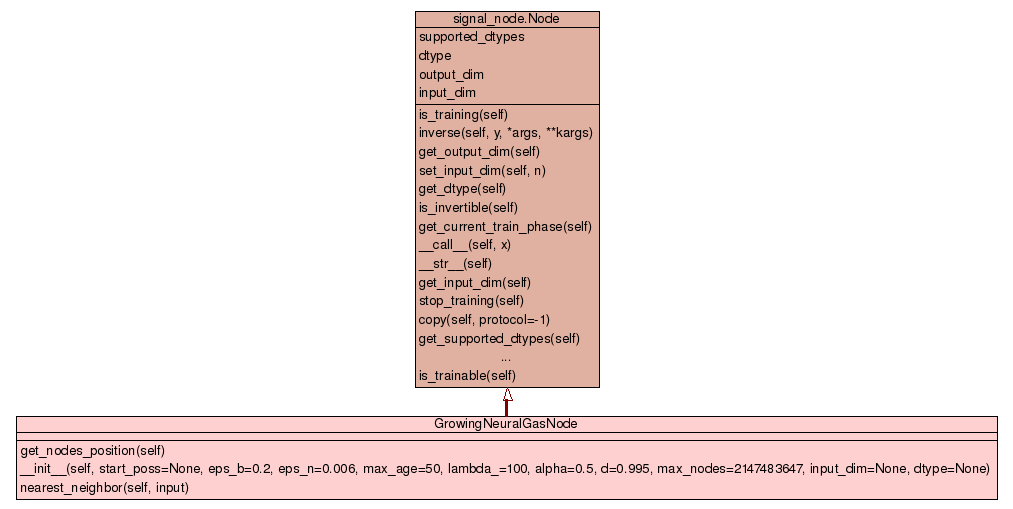 signal_node.Node
supported_dtypes
dtype
output_dim
input_dim
is_training(self)
inverse(self, y, *args, **kargs)
get_output_dim(self)
set_input_dim(self, n)
get_dtype(self)
is_invertible(self)
get_current_train_phase(self)
__call__(self, x)
__str__(self)
get_input_dim(self)
stop_training(self)
copy(self, protocol=-1)
get_supported_dtypes(self)
...
is_trainable(self)
GrowingNeuralGasNode
get_nodes_position(self)
__init__(self, start_poss=None, eps_b=0.2, eps_n=0.006, max_age=50, lambda_=100, alpha=0.5, d=0.995, max_nodes=2147483647, input_dim=None, dtype=None)
nearest_neighbor(self, input)